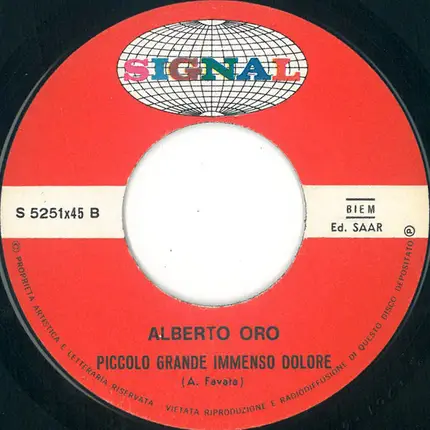 SIGNAL
S 5251x45 B
BIEM
Ed. SAAR
ALBERTO ORO
PICCOLO GRANDE IMMENSO DOLORE
(A. Favata)
© PROPRIETÀ ARTISTICA E LETTERARIA RISERVATA VIETATA RIPRODUZIONE E RADIODIFFUSIONE DI QUESTO DISCO DEPOSITATO ℗